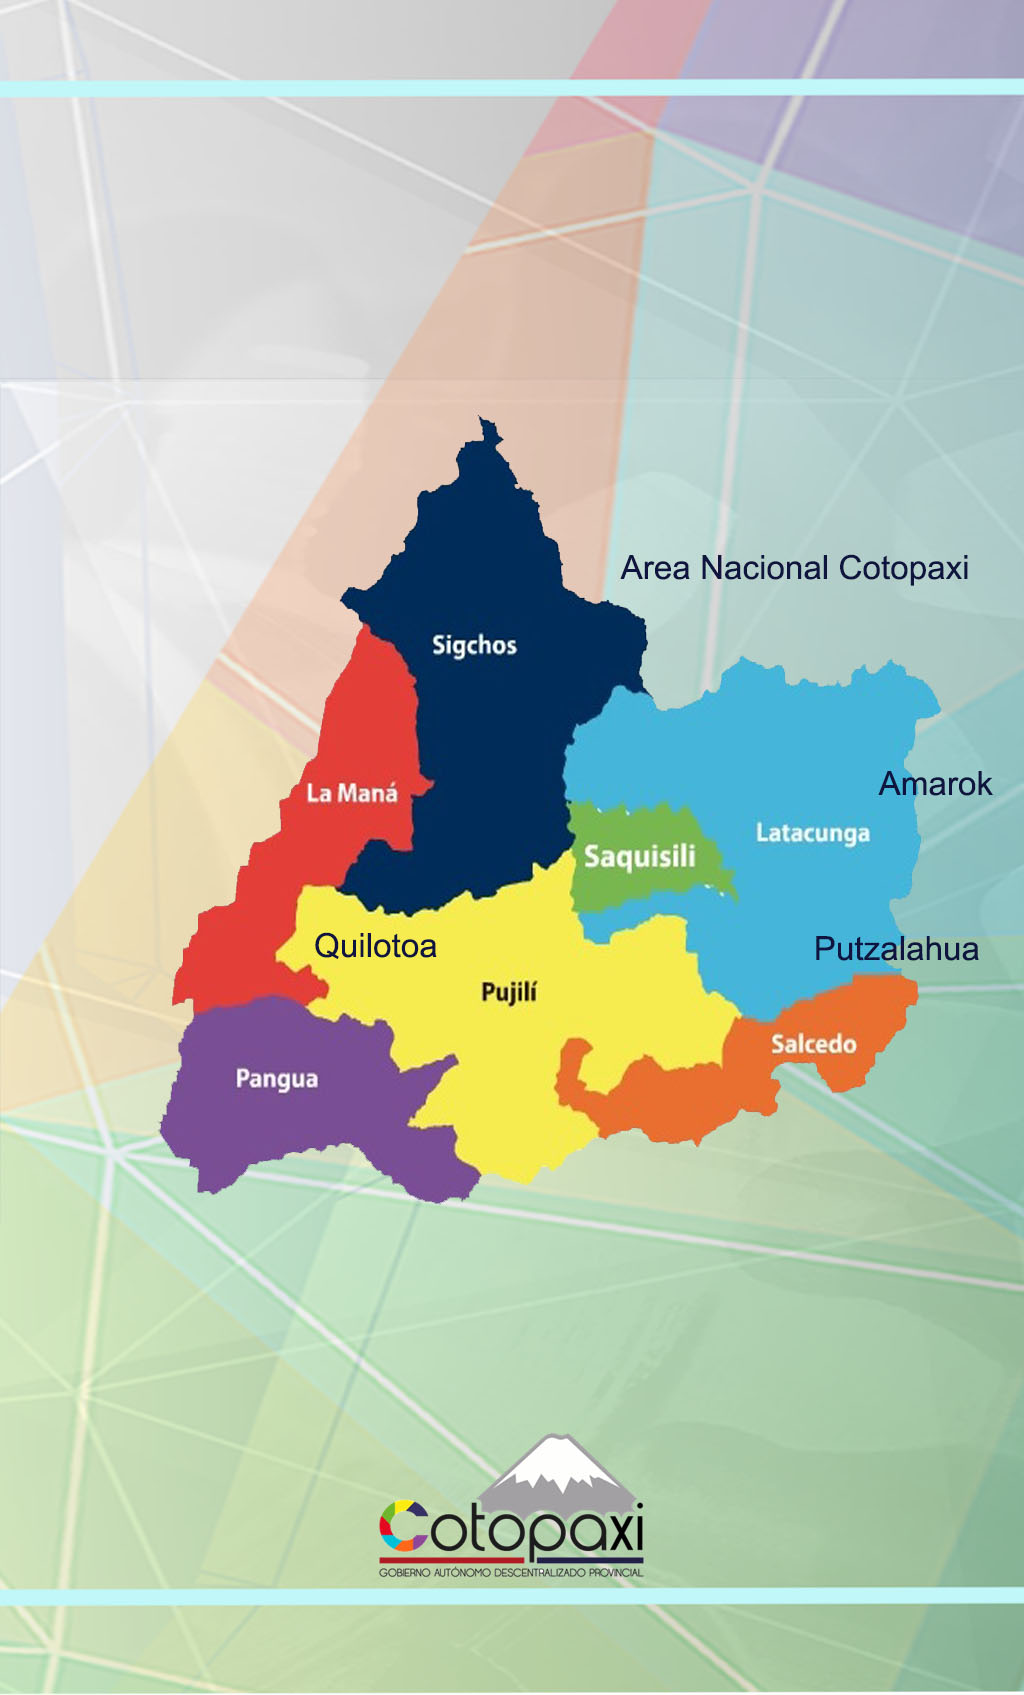 Area Nacional Cotopaxi
Sigchos
Amarok
La Maná
Latacunga
Saquisili
Quilotoa
Putzalahua
Pujilí
Salcedo
Pangua
Cotopaxi
GOBIERNO AUTÓNOMO DESCENTRALIZADO PROVINCIAL